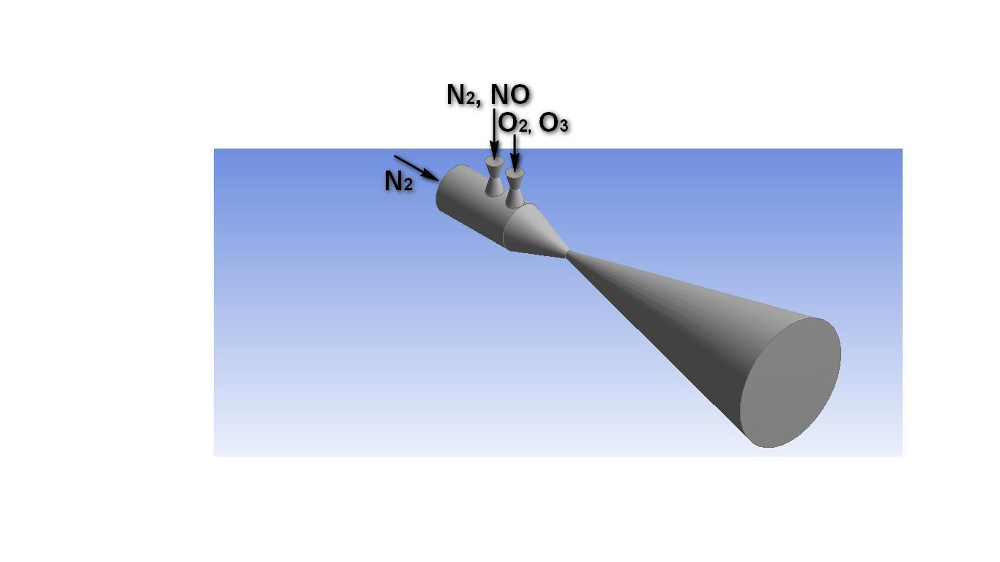 N2, NO
O2, O3
N2